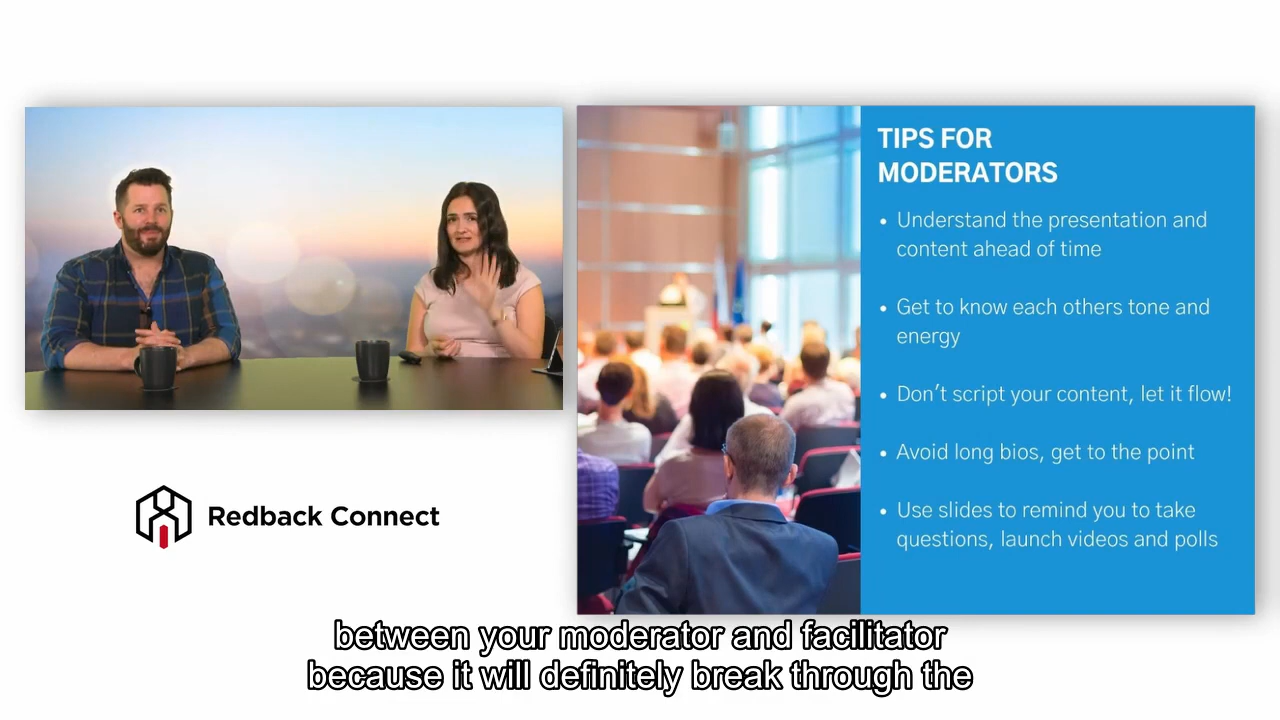 TIPS FOR
MODERATORS
• Understand the presentation and
content ahead of time
• Get to know each others tone and
energy
• Don't script your content, let it flow!
• Avoid long bios, get to the point
• Use slides to remind you to take
questions, launch videos and polls
Redback Connect
between your moderator and facilitator
because it will definitely break through the